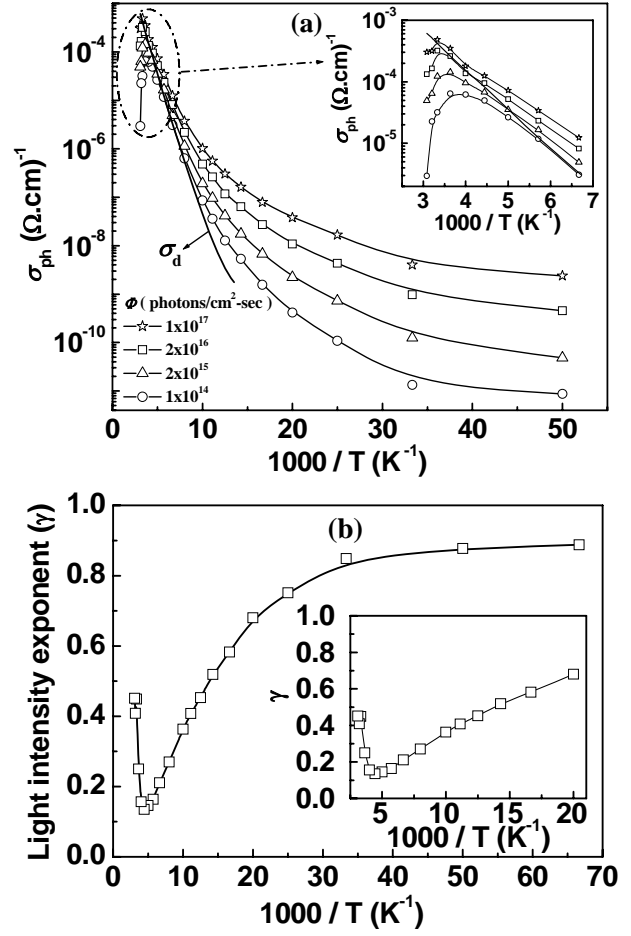 (a)
σph (Ω.cm)-1
10-4
10-6
10-8
10-10
σd
Φ ( photons/cm2-sec )
1x1017
2x1016
2x1015
1x1014
0 10 20 30 40 50
1000 / T (K-1)
σph (Ω.cm)-1
10-3
10-4
10-5
3 4 5 6 7
1000 / T (K-1)
(b)
Light intensity exponent (γ)
1.0
0.8
0.6
0.4
0.2
0.0
0 10 20 30 40 50 60 70
1000 / T (K-1)
γ
1.0
0.8
0.6
0.4
0.2
0.0
5 10 15 20
1000 / T (K-1)